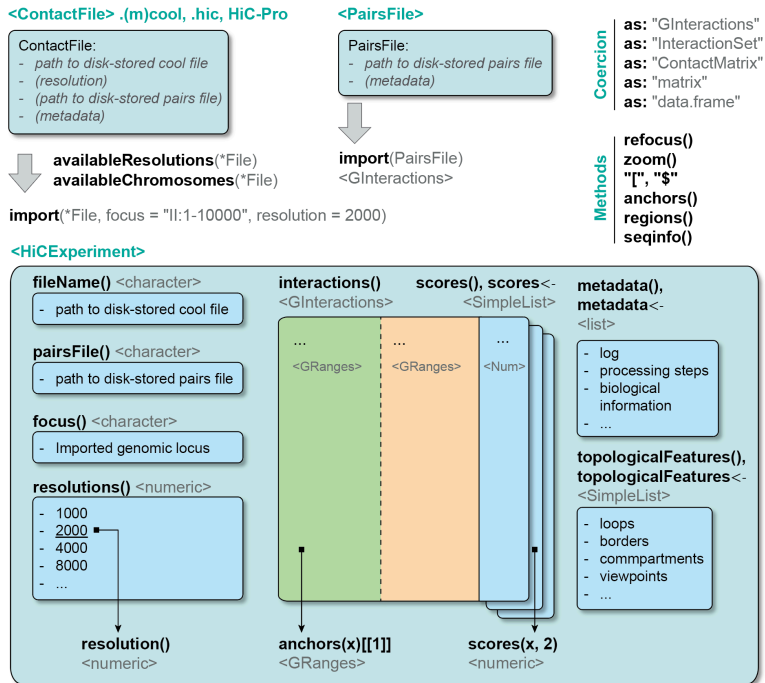 <ContactFile> .(m)cool, .hic, HiC-Pro
ContactFile:
- path to disk-stored cool file
- (resolution)
- (path to disk-stored pairs file)
- (metadata)
availableResolutions(*File)
availableChromosomes(*File)
import(*File, focus = "II:1-10000", resolution = 2000)
<PairsFile>
PairsFile:
- path to disk-stored pairs file
- (metadata)
import(PairsFile)
<GInteractions>
Coercion
as: "GInteractions"
as: "InteractionSet"
as: "ContactMatrix"
as: "matrix"
as: "data.frame"
Methods
refocus()
zoom()
"[", "$"
anchors()
regions()
seqinfo()
<HiCExperiment>
fileName() <character>
- path to disk-stored cool file
pairsFile() <character>
- path to disk-stored pairs file
focus() <character>
- Imported genomic locus
resolutions() <numeric>
- 1000
- 2000
- 4000
- 8000
- ...
resolution()
<numeric>
interactions()
<GInteractions>
scores(), scores<-
<SimpleList>
... ... ...
<GRanges> <GRanges> <Num>
anchors(x)[[1]]
<GRanges>
scores(x, 2)
<numeric>
metadata(),
metadata<-
<list>
- log
- processing steps
- biological
information
- ...
topologicalFeatures(),
topologicalFeatures<-
<SimpleList>
- loops
- borders
- commpartments
- viewpoints
- ...